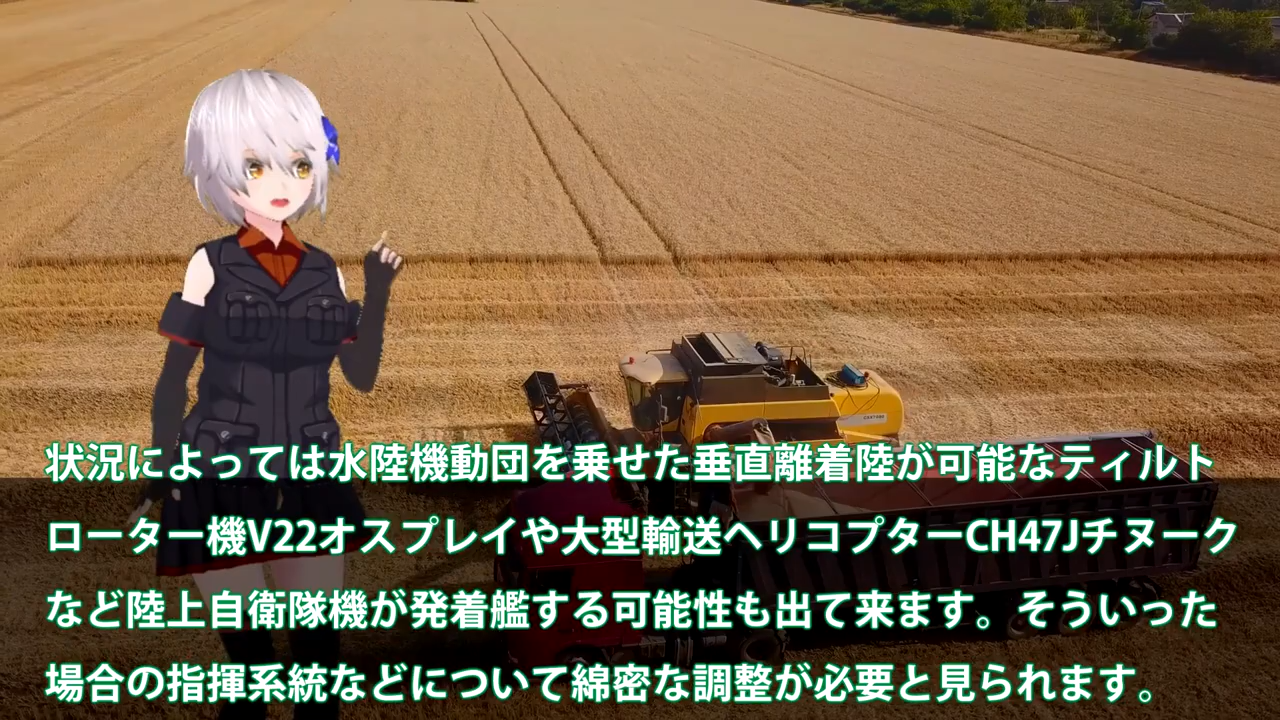 状況によっては水陸機動団を乗せた垂直離着陸が可能なティルト
ローター機V22オスプレイや大型輸送ヘリコプターCH47Jチヌーク
など陸上自衛隊機が発着艦する可能性も出て来ます。そういった
場合の指揮系統などについて綿密な調整が必要と見られます。